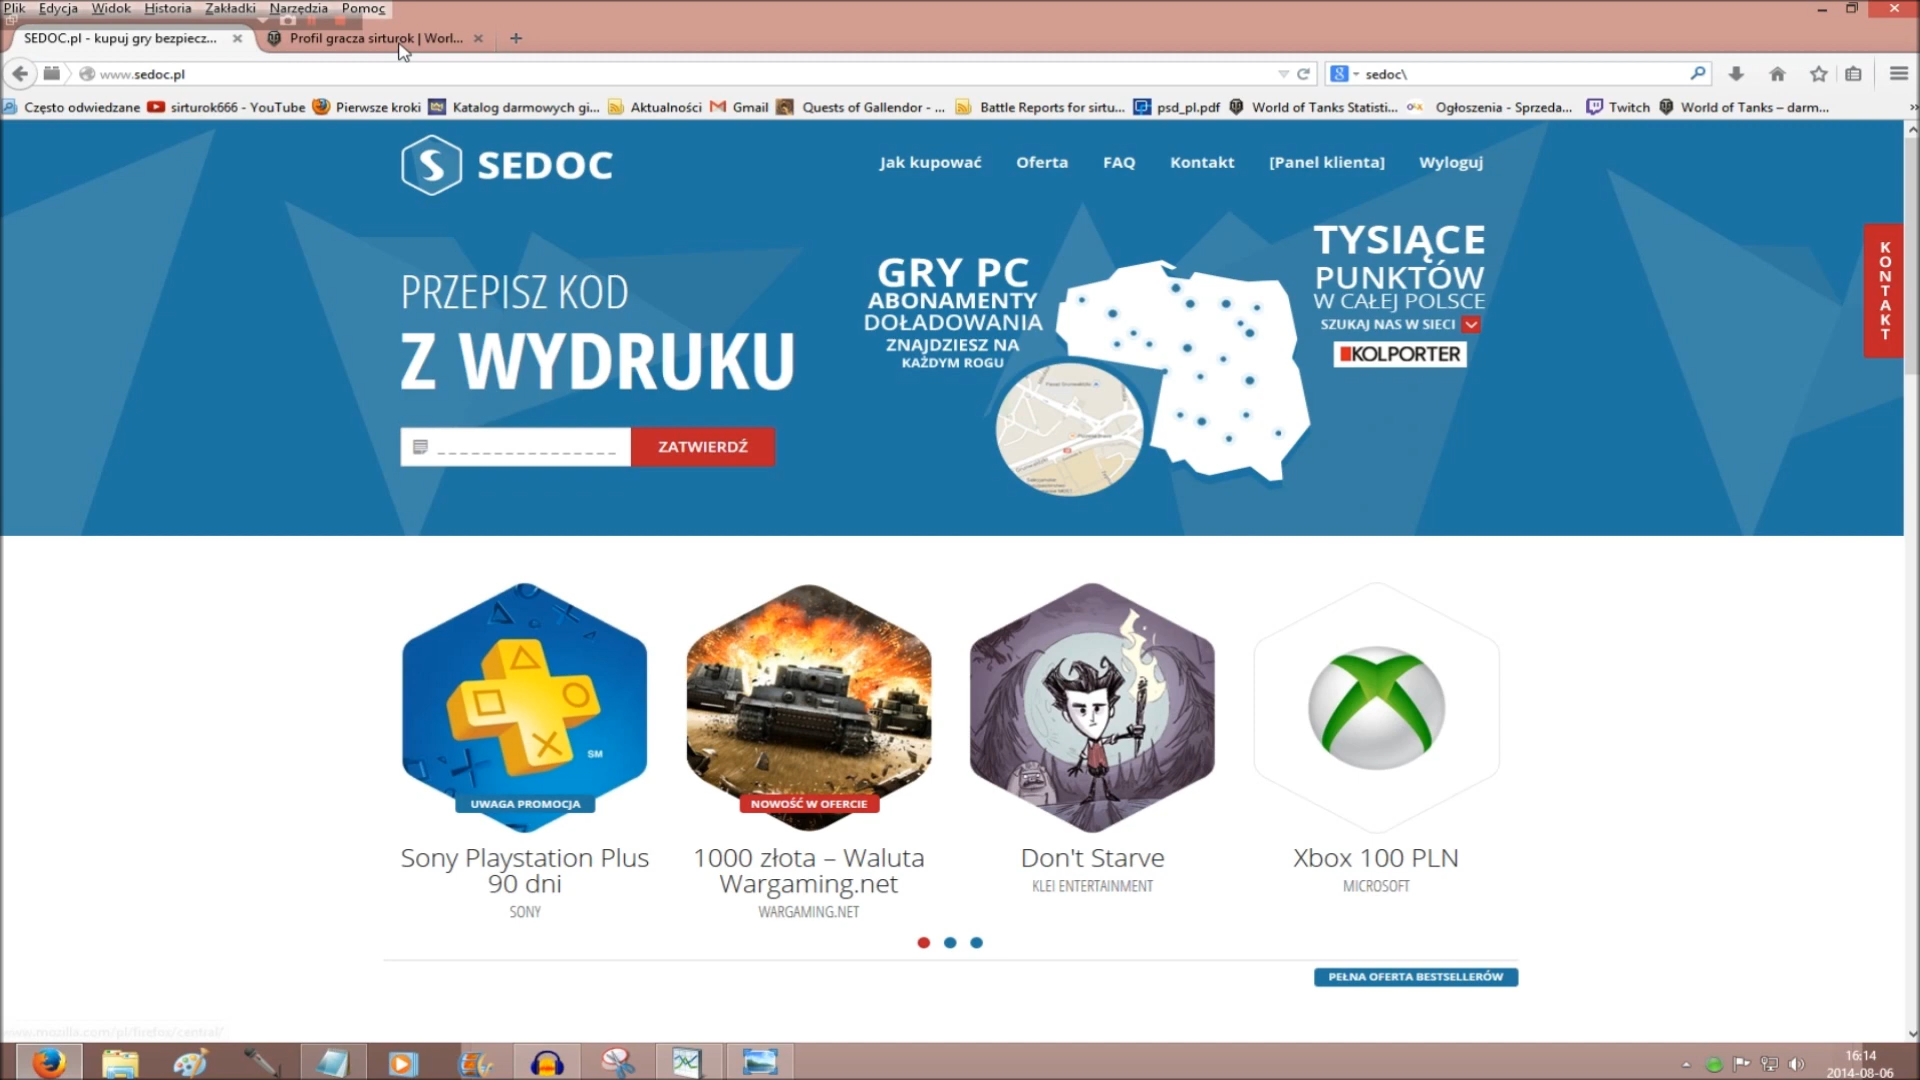 Plik Edycja Widok Historia Zakładki Narzędzia Pomoc
SEDOC.pl - kupuj gry bezpiecz...
Profil gracza sirturok | Worl...
www.sedoc.pl
sedoc\
Często odwiedzane
sirturok666 - YouTube
Pierwsze kroki
Katalog darmowych gi...
Aktualności
Gmail
Quests of Gallendor - ...
Battle Reports for sirtu...
psd_pl.pdf
World of Tanks Statisti...
Ogłoszenia - Sprzeda...
Twitch
World of Tanks – darm...
SEDOC
Jak kupować
Oferta
FAQ
Kontakt
[Panel klienta]
Wyloguj
PRZEPISZ KOD
Z WYDRUKU
ZATWIERDŹ
GRY PC
ABONAMENTY
DOŁADOWANIA
ZNAJDZIESZ NA
KAŻDYM ROGU
TYSIĄCE
PUNKTÓW
W CAŁEJ POLSCE
SZUKAJ NAS W SIECI
KOLPORTER
KONTAKT
SM
UWAGA PROMOCJA
NOWOŚĆ W OFERCIE
Sony Playstation Plus
90 dni
SONY
1000 złota – Waluta
Wargaming.net
WARGAMING.NET
Don't Starve
KLEI ENTERTAINMENT
Xbox 100 PLN
MICROSOFT
PEŁNA OFERTA BESTSELLERÓW
www.mozilla.com/pl/firefox/central/
16:14
2014-08-06